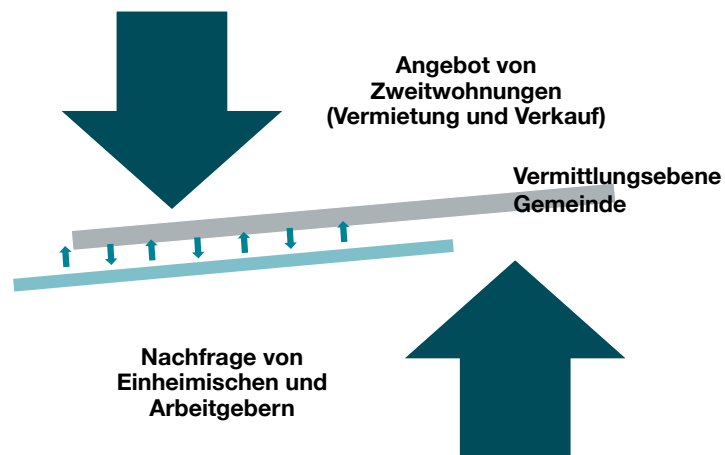 Angebot von
Zweitwohnungen
(Vermietung und Verkauf)
Vermittlungsebene
Gemeinde
Nachfrage von
Einheimischen und
Arbeitgebern